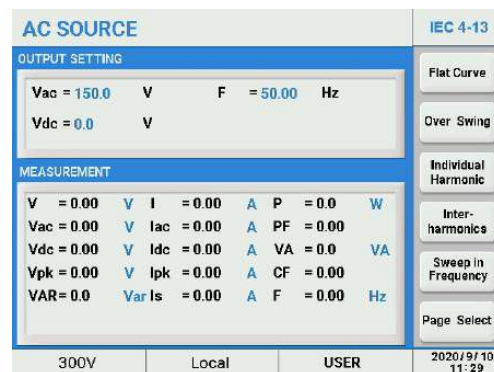 AC SOURCE
IEC 4-13
OUTPUT SETTING
Vac = 150.0 V F = 50.00 Hz
Vdc = 0.0 V
MEASUREMENT
V = 0.00 V I = 0.00 A P = 0.0 W
Vac = 0.00 V Iac = 0.00 A PF = 0.00
Vdc = 0.00 V Idc = 0.00 A VA = 0.0 VA
Vpk = 0.00 V Ipk = 0.00 A CF = 0.00
VAR= 0.0 Var Is = 0.00 A F = 0.00 Hz
Flat Curve
Over Swing
Individual
Harmonic
Inter-
harmonics
Sweep in
Frequency
Page Select
300V Local USER
2020/9/10
11:29